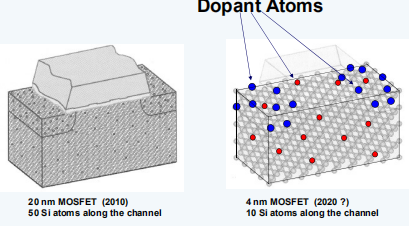 Dopant Atoms
20 nm MOSFET (2010)
50 Si atoms along the channel
4 nm MOSFET (2020 ?)
10 Si atoms along the channel